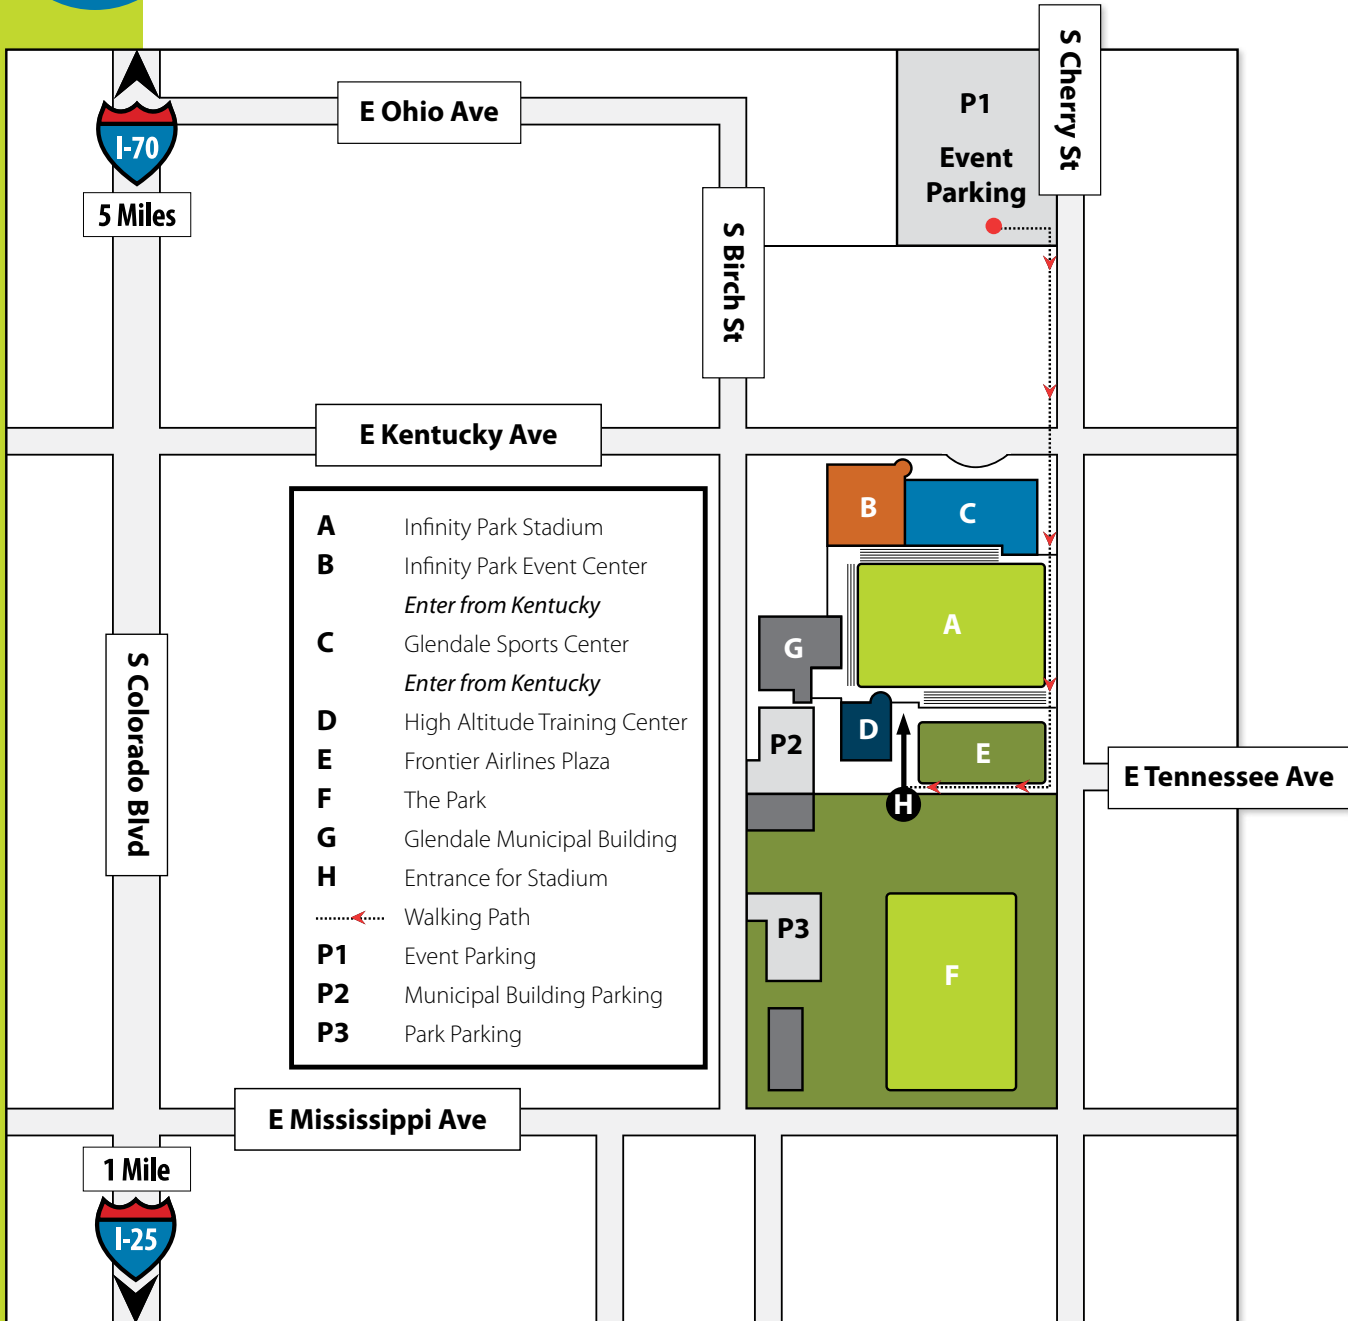 S Cherry St
P1
Event
Parking
E Ohio Ave
I-70
5 Miles
S Birch St
E Kentucky Ave
B
C
A
G
D
E
P2
H
P3
F
A Infinity Park Stadium
B Infinity Park Event Center
Enter from Kentucky
C Glendale Sports Center
Enter from Kentucky
D High Altitude Training Center
E Frontier Airlines Plaza
F The Park
G Glendale Municipal Building
H Entrance for Stadium
Walking Path
P1 Event Parking
P2 Municipal Building Parking
P3 Park Parking
S Colorado Blvd
E Tennessee Ave
E Mississippi Ave
1 Mile
I-25